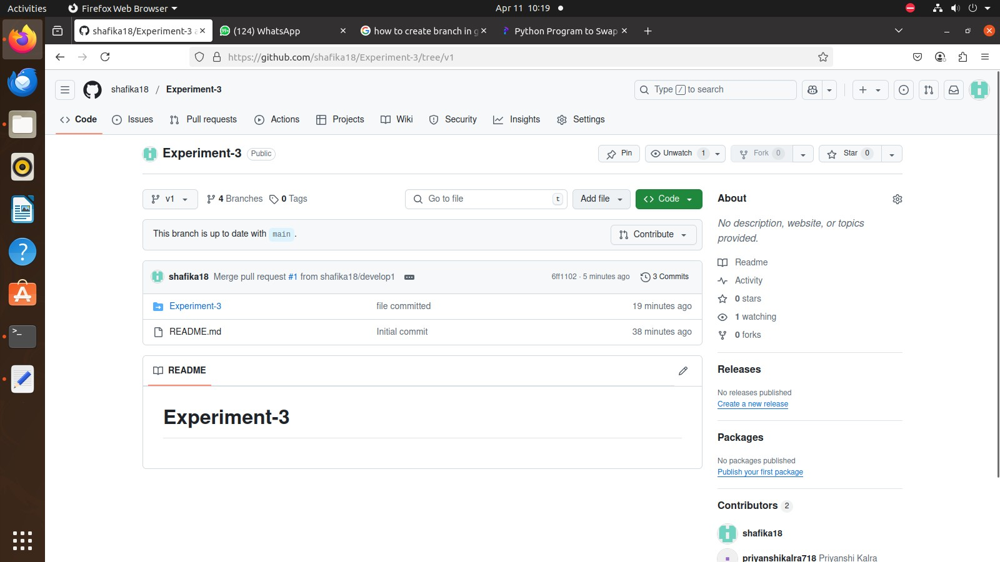 Activities Firefox Web Browser Apr 11 10:19
shafika18/Experiment-3 a (124) WhatsApp how to create branch in g Python Program to Swap
https://github.com/shafika18/Experiment-3/tree/v1
shafika18 / Experiment-3 Type / to search
Code Issues Pull requests Actions Projects Wiki Security Insights Settings
Experiment-3 Public Pin Unwatch 1 Fork 0 Star 0
v1 4 Branches 0 Tags Go to file t Add file Code
About
No description, website, or topics
provided.
This branch is up to date with main.
Contribute
shafika18 Merge pull request #1 from shafika18/develop1 6ff1102 · 5 minutes ago 3 Commits
Experiment-3 file committed 19 minutes ago
README.md Initial commit 38 minutes ago
README
Experiment-3
Readme
Activity
0 stars
1 watching
0 forks
Releases
No releases published
Create a new release
Packages
No packages published
Publish your first package
Contributors 2
shafika18
priyanshikalra718 Priyanshi Kalra